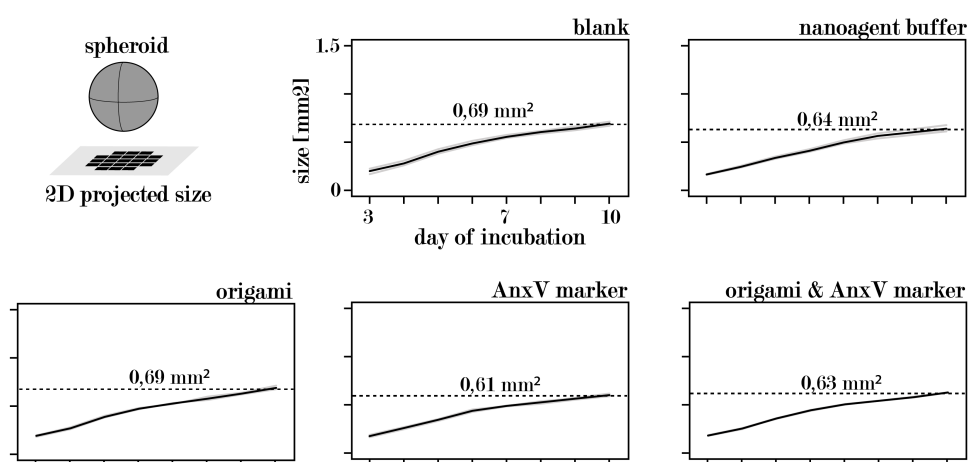 spheroid
2D projected size
blank
1.5
size [mm2]
0
0,69 mm²
3
7
10
day of incubation
nanoagent buffer
0,64 mm²
origami
0,69 mm²
AnxV marker
0,61 mm²
origami & AnxV marker
0,63 mm²